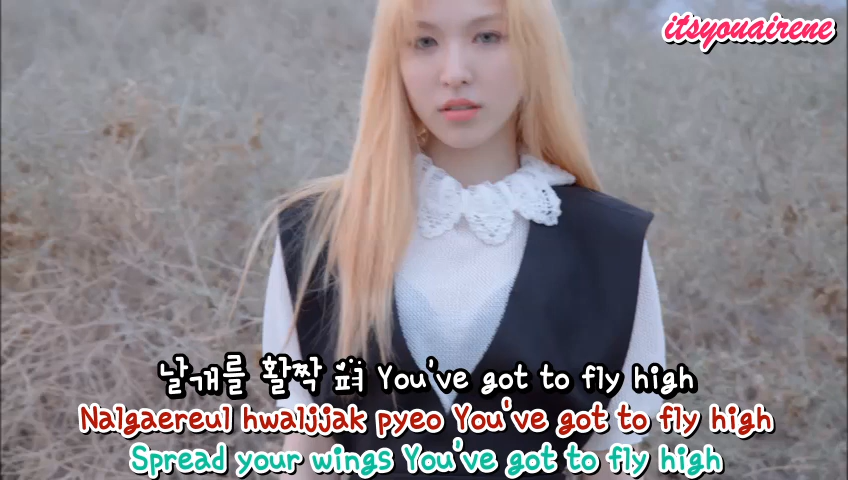 itsyouairene
날개를 활짝 펴 You've got to fly high
Nalgaereul hwaljjak pyeo You've got to fly high
Spread your wings You've got to fly high